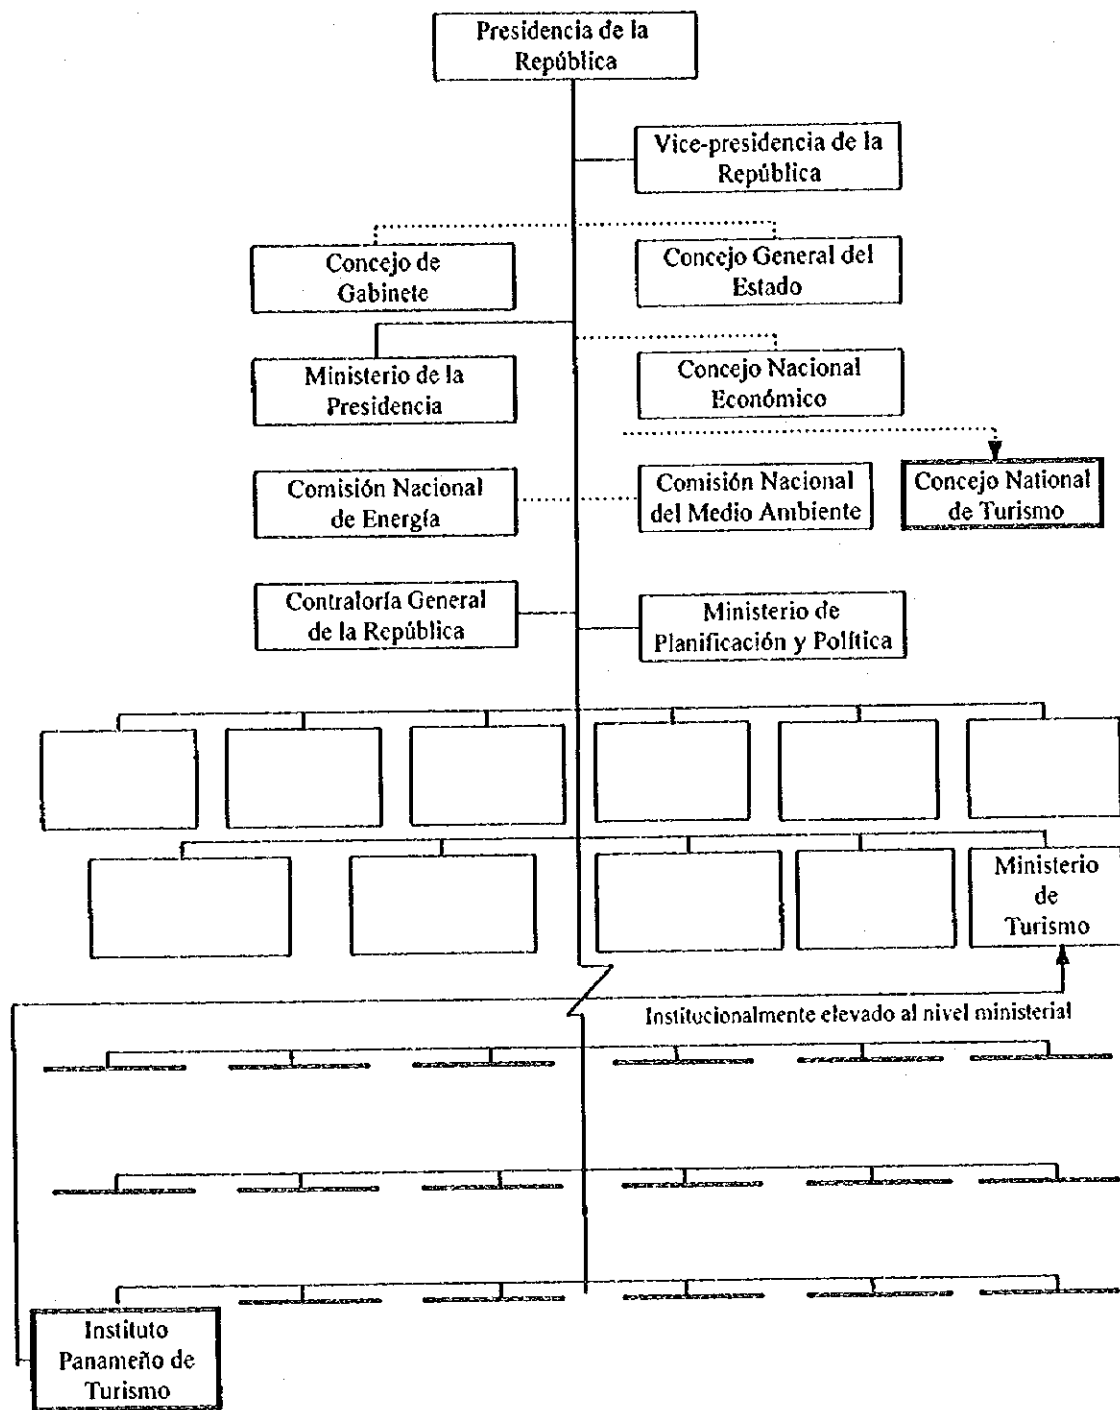 Presidencia de la
República
Vice-presidencia de la
República
Concejo de
Gabinete
Concejo General del
Estado
Ministerio de la
Presidencia
Concejo Nacional
Económico
Comisión Nacional
de Energía
Comisión Nacional
del Medio Ambiente
Concejo National
de Turismo
Contraloría General
de la República
Ministerio de
Planificación y Política
Ministerio
de
Turismo
Institucionalmente elevado al nivel ministerial
Instituto
Panameño de
Turismo